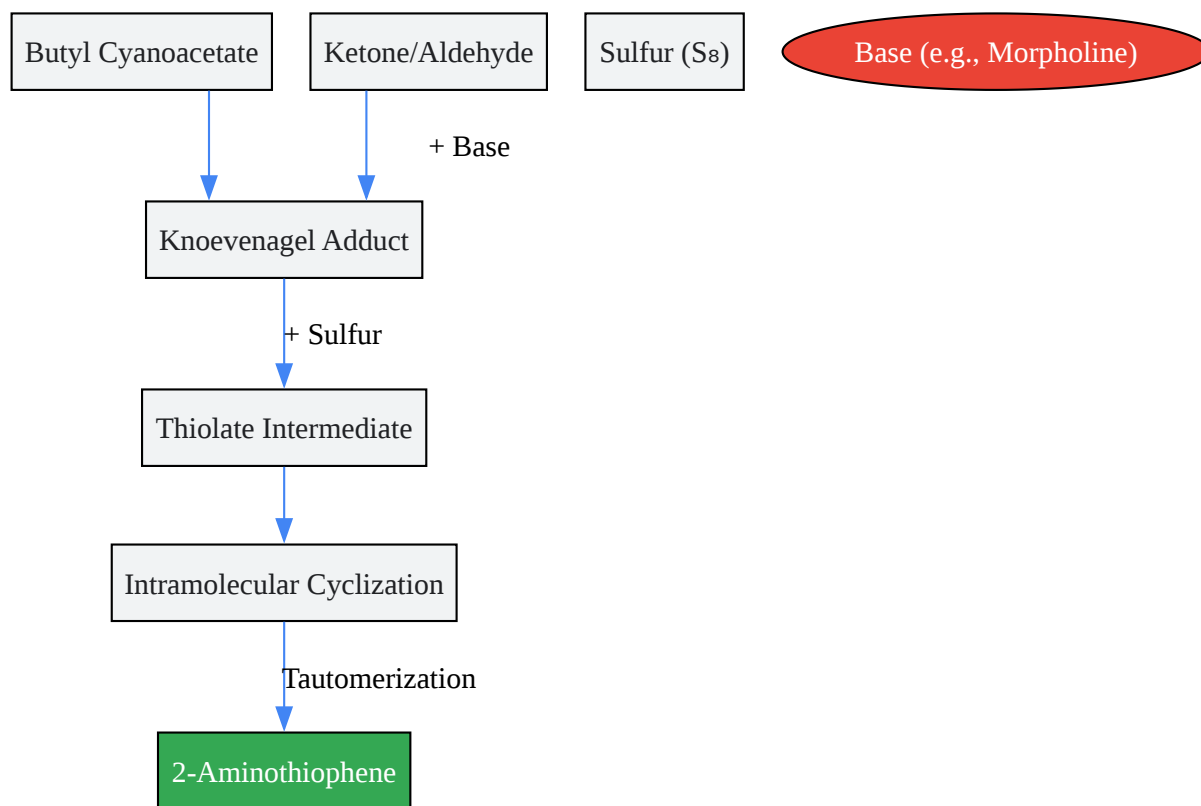 Butyl Cyanoacetate
Ketone/Aldehyde
Sulfur (S₈)
Base (e.g., Morpholine)
+ Base
Knoevenagel Adduct
+ Sulfur
Thiolate Intermediate
Intramolecular Cyclization
Tautomerization
2-Aminothiophene